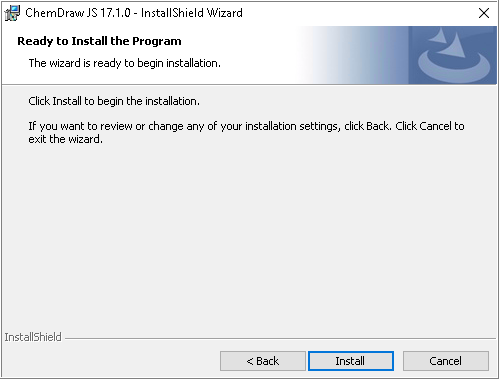 ChemDraw JS 17.1.0 - InstallShield Wizard
Ready to Install the Program
The wizard is ready to begin installation.
Click Install to begin the installation.
If you want to review or change any of your installation settings, click Back. Click Cancel to
exit the wizard.
InstallShield
< Back
Install
Cancel